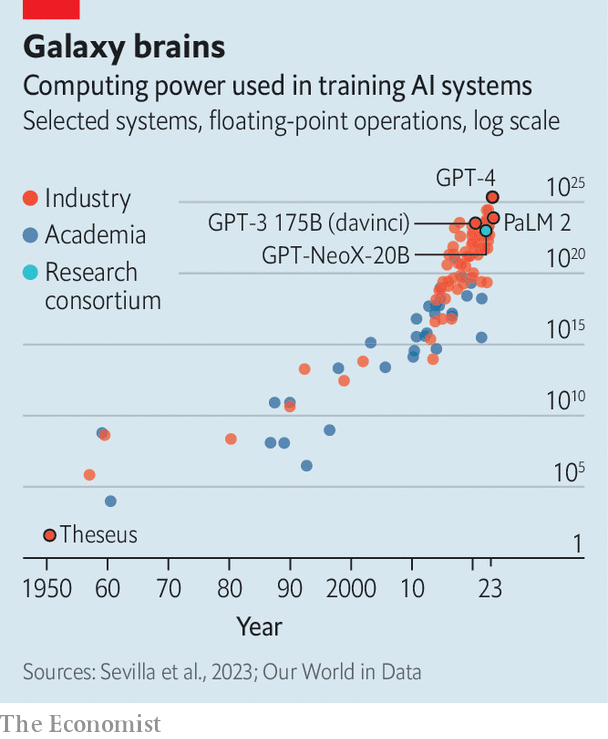 Galaxy brains
Computing power used in training AI systems
Selected systems, floating-point operations, log scale
Industry
Academia
Research
consortium
GPT-4
GPT-3 175B (davinci)
PaLM 2
GPT-NeoX-20B
Theseus
10²⁵
10²⁰
10¹⁵
10¹⁰
10⁵
1
1950 60 70 80 90 2000 10 23
Year
Sources: Sevilla et al., 2023; Our World in Data
The Economist